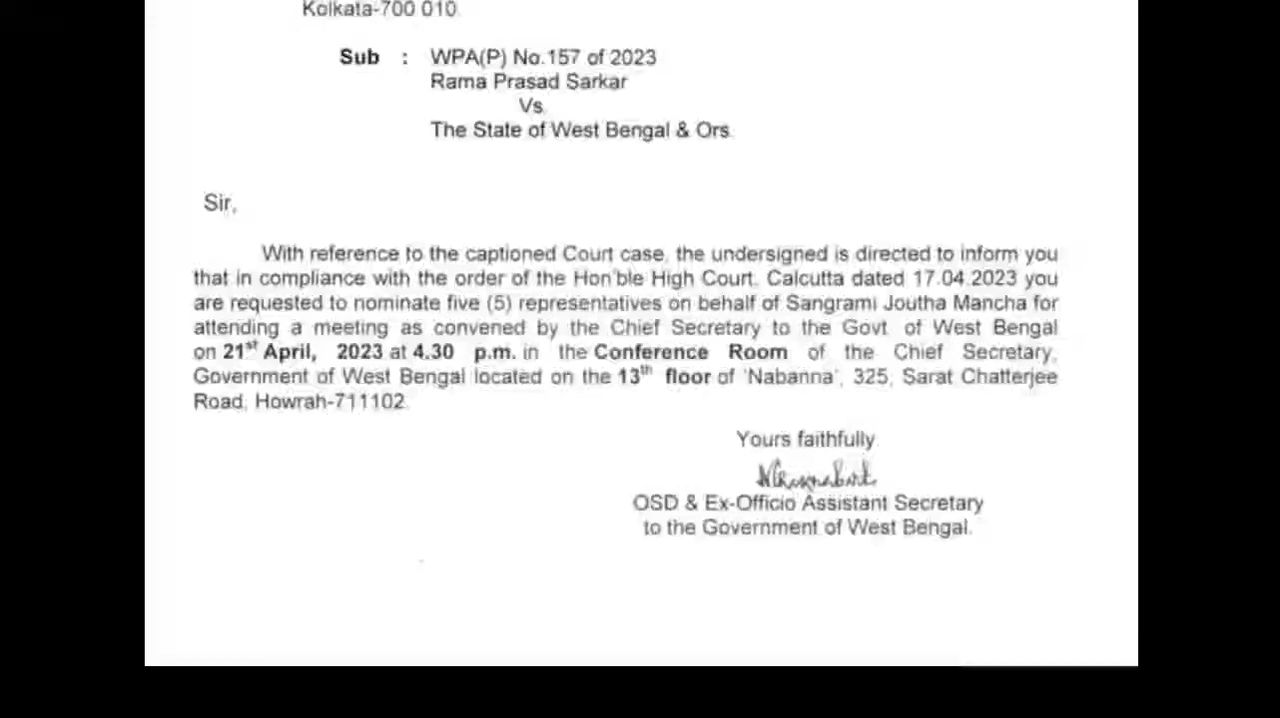 Kolkata-700 010.
Sub : WPA(P) No.157 of 2023
Rama Prasad Sarkar
Vs.
The State of West Bengal & Ors.
Sir,
With reference to the captioned Court case, the undersigned is directed to inform you
that in compliance with the order of the Hon'ble High Court, Calcutta dated 17.04.2023 you
are requested to nominate five (5) representatives on behalf of Sangrami Joutha Mancha for
attending a meeting as convened by the Chief Secretary to the Govt. of West Bengal
on 21st April, 2023 at 4.30 p.m. in the Conference Room of the Chief Secretary,
Government of West Bengal located on the 13th floor of 'Nabanna', 325, Sarat Chatterjee
Road, Howrah-711102.
Yours faithfully
OSD & Ex-Officio Assistant Secretary
to the Government of West Bengal.